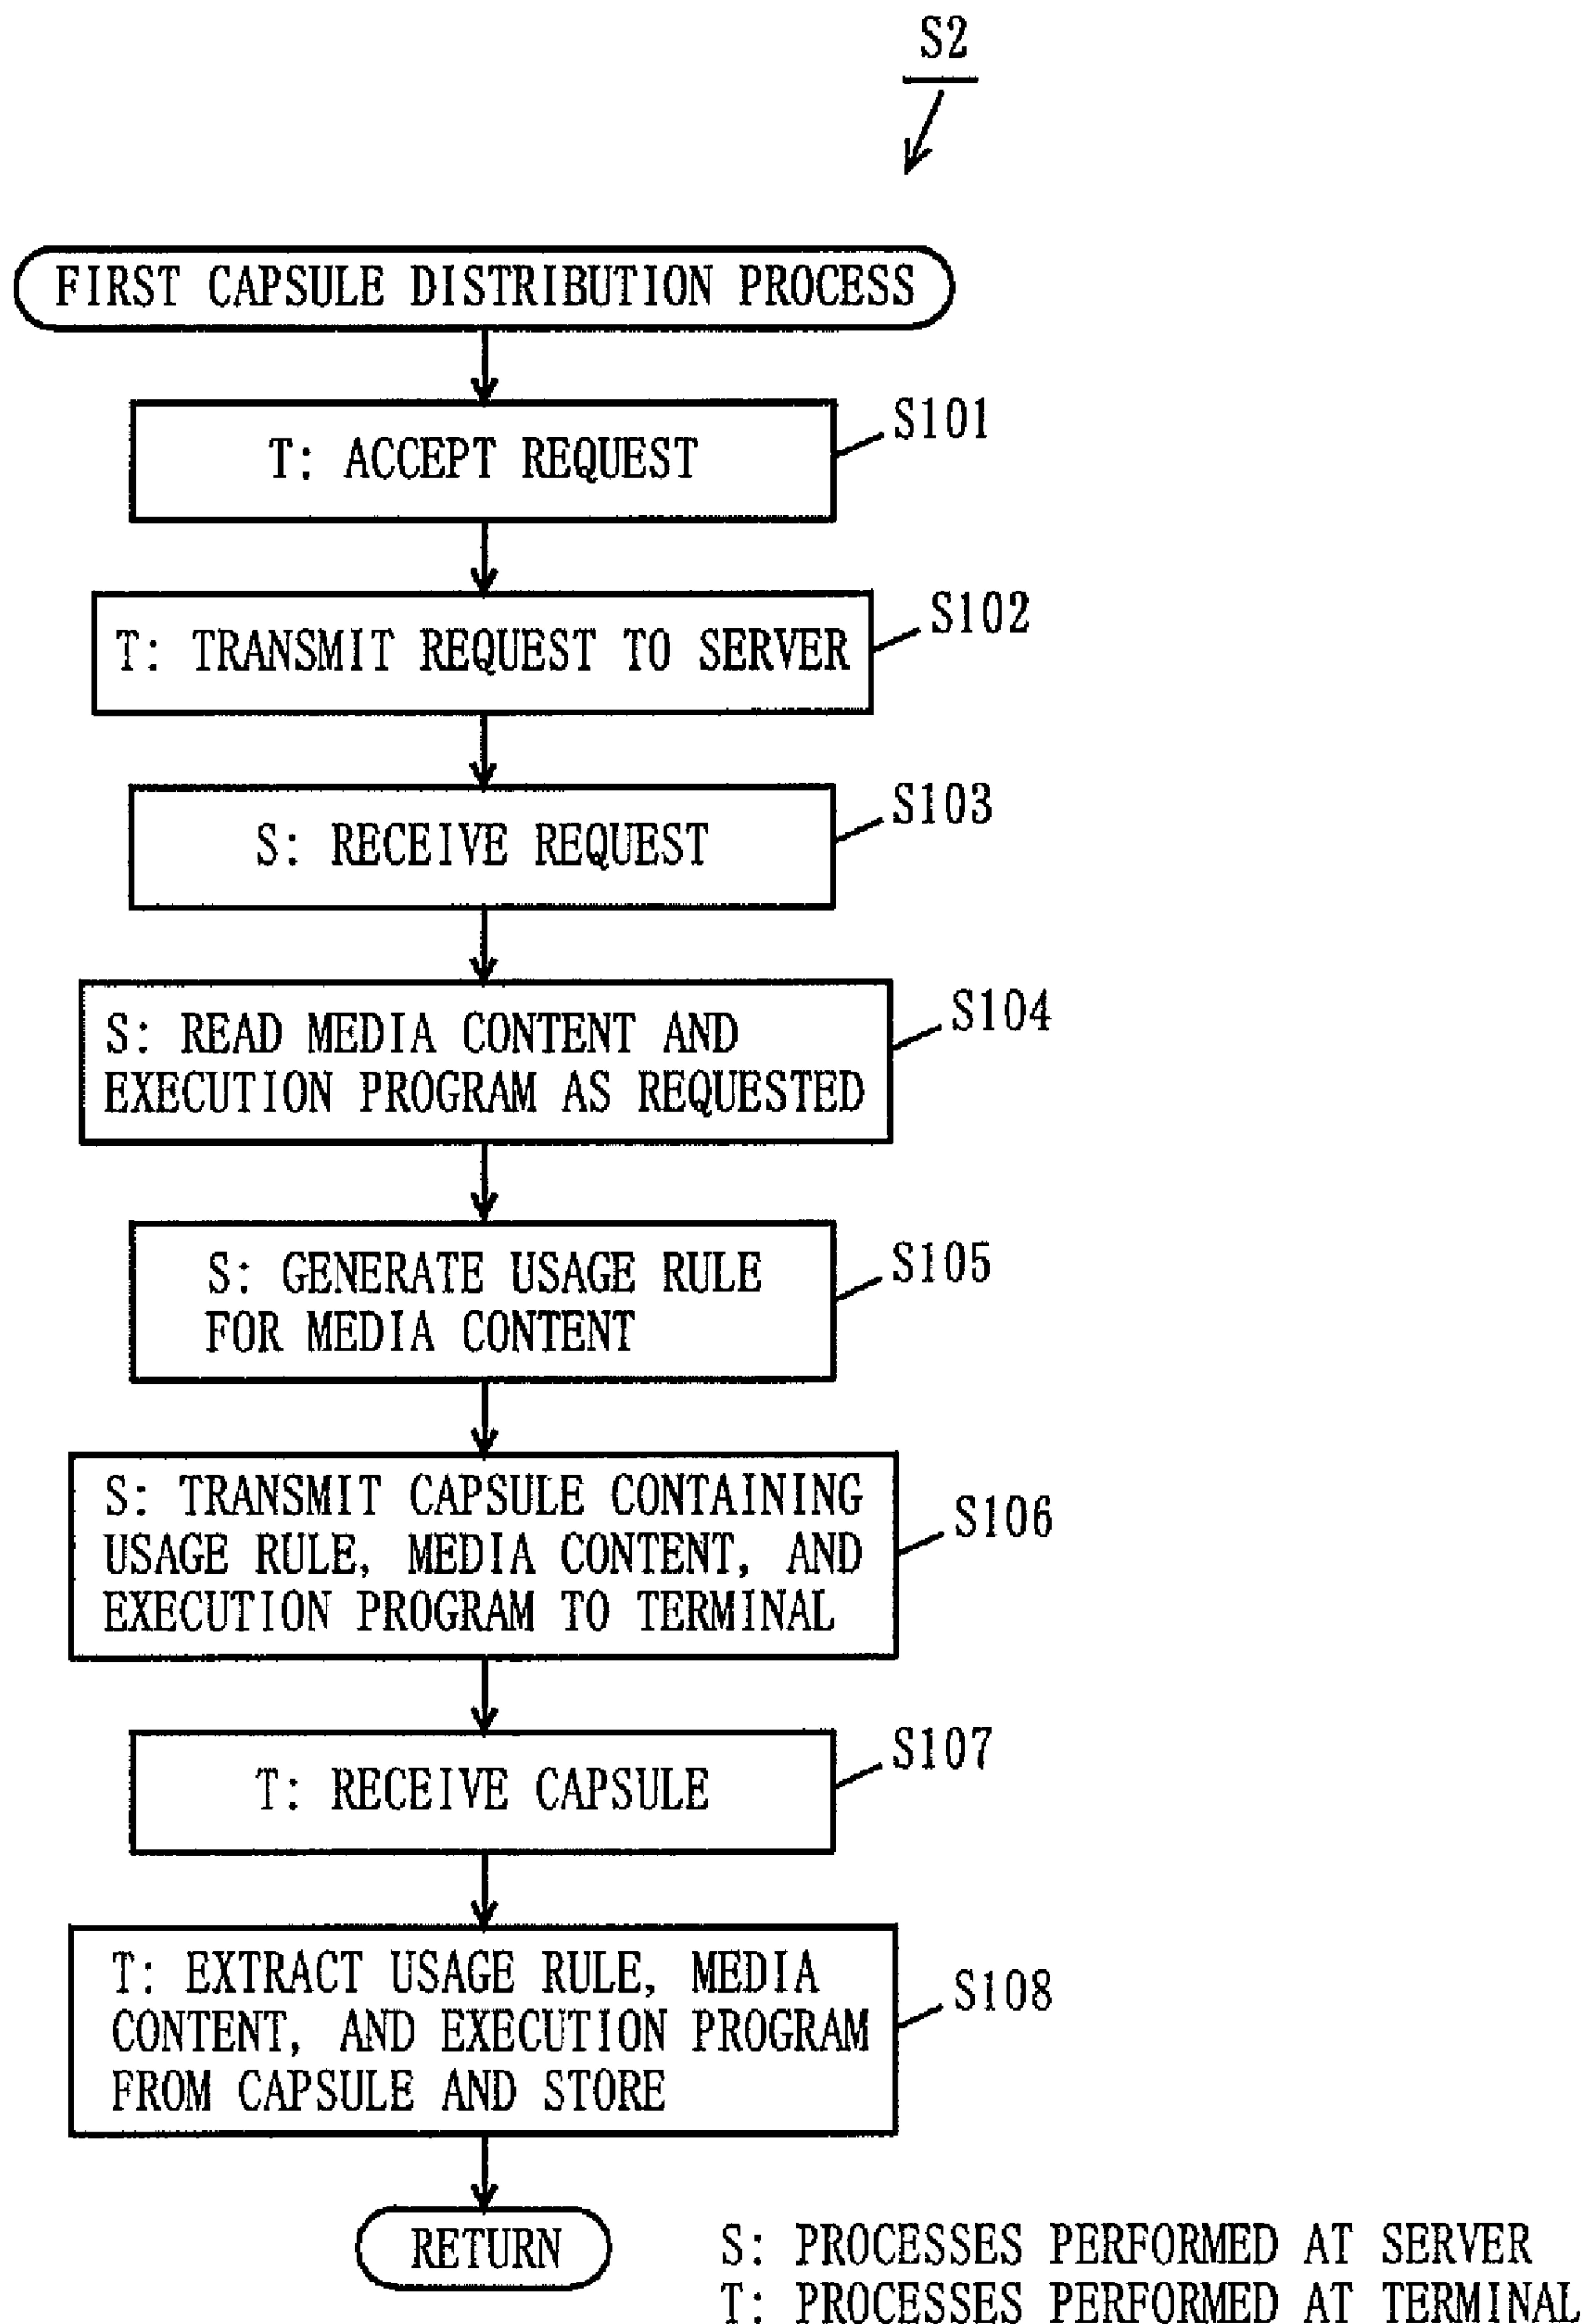 S2
FIRST CAPSULE DISTRIBUTION PROCESS
T: ACCEPT REQUEST
S101
T: TRANSMIT REQUEST TO SERVER
S102
S: RECEIVE REQUEST
S103
S: READ MEDIA CONTENT AND
EXECUTION PROGRAM AS REQUESTED
S104
S: GENERATE USAGE RULE
FOR MEDIA CONTENT
S105
S: TRANSMIT CAPSULE CONTAINING
USAGE RULE, MEDIA CONTENT, AND
EXECUTION PROGRAM TO TERMINAL
S106
T: RECEIVE CAPSULE
S107
T: EXTRACT USAGE RULE, MEDIA
CONTENT, AND EXECUTION PROGRAM
FROM CAPSULE AND STORE
S108
RETURN
S: PROCESSES PERFORMED AT SERVER
T: PROCESSES PERFORMED AT TERMINAL